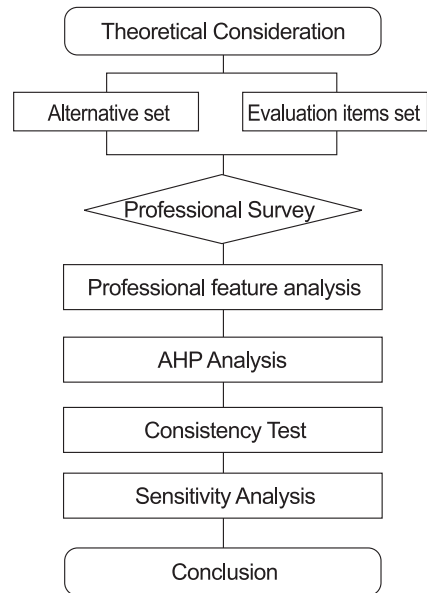 Theoretical Consideration
Alternative set
Evaluation items set
Professional Survey
Professional feature analysis
AHP Analysis
Consistency Test
Sensitivity Analysis
Conclusion